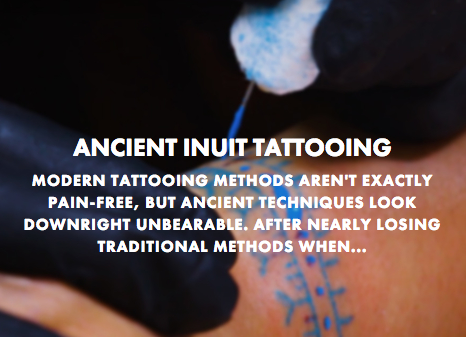 ANCIENT INUIT TATTOOING
MODERN TATTOOING METHODS AREN'T EXACTLY
PAIN-FREE, BUT ANCIENT TECHNIQUES LOOK
DOWNRIGHT UNBEARABLE. AFTER NEARLY LOSING
TRADITIONAL METHODS WHEN...